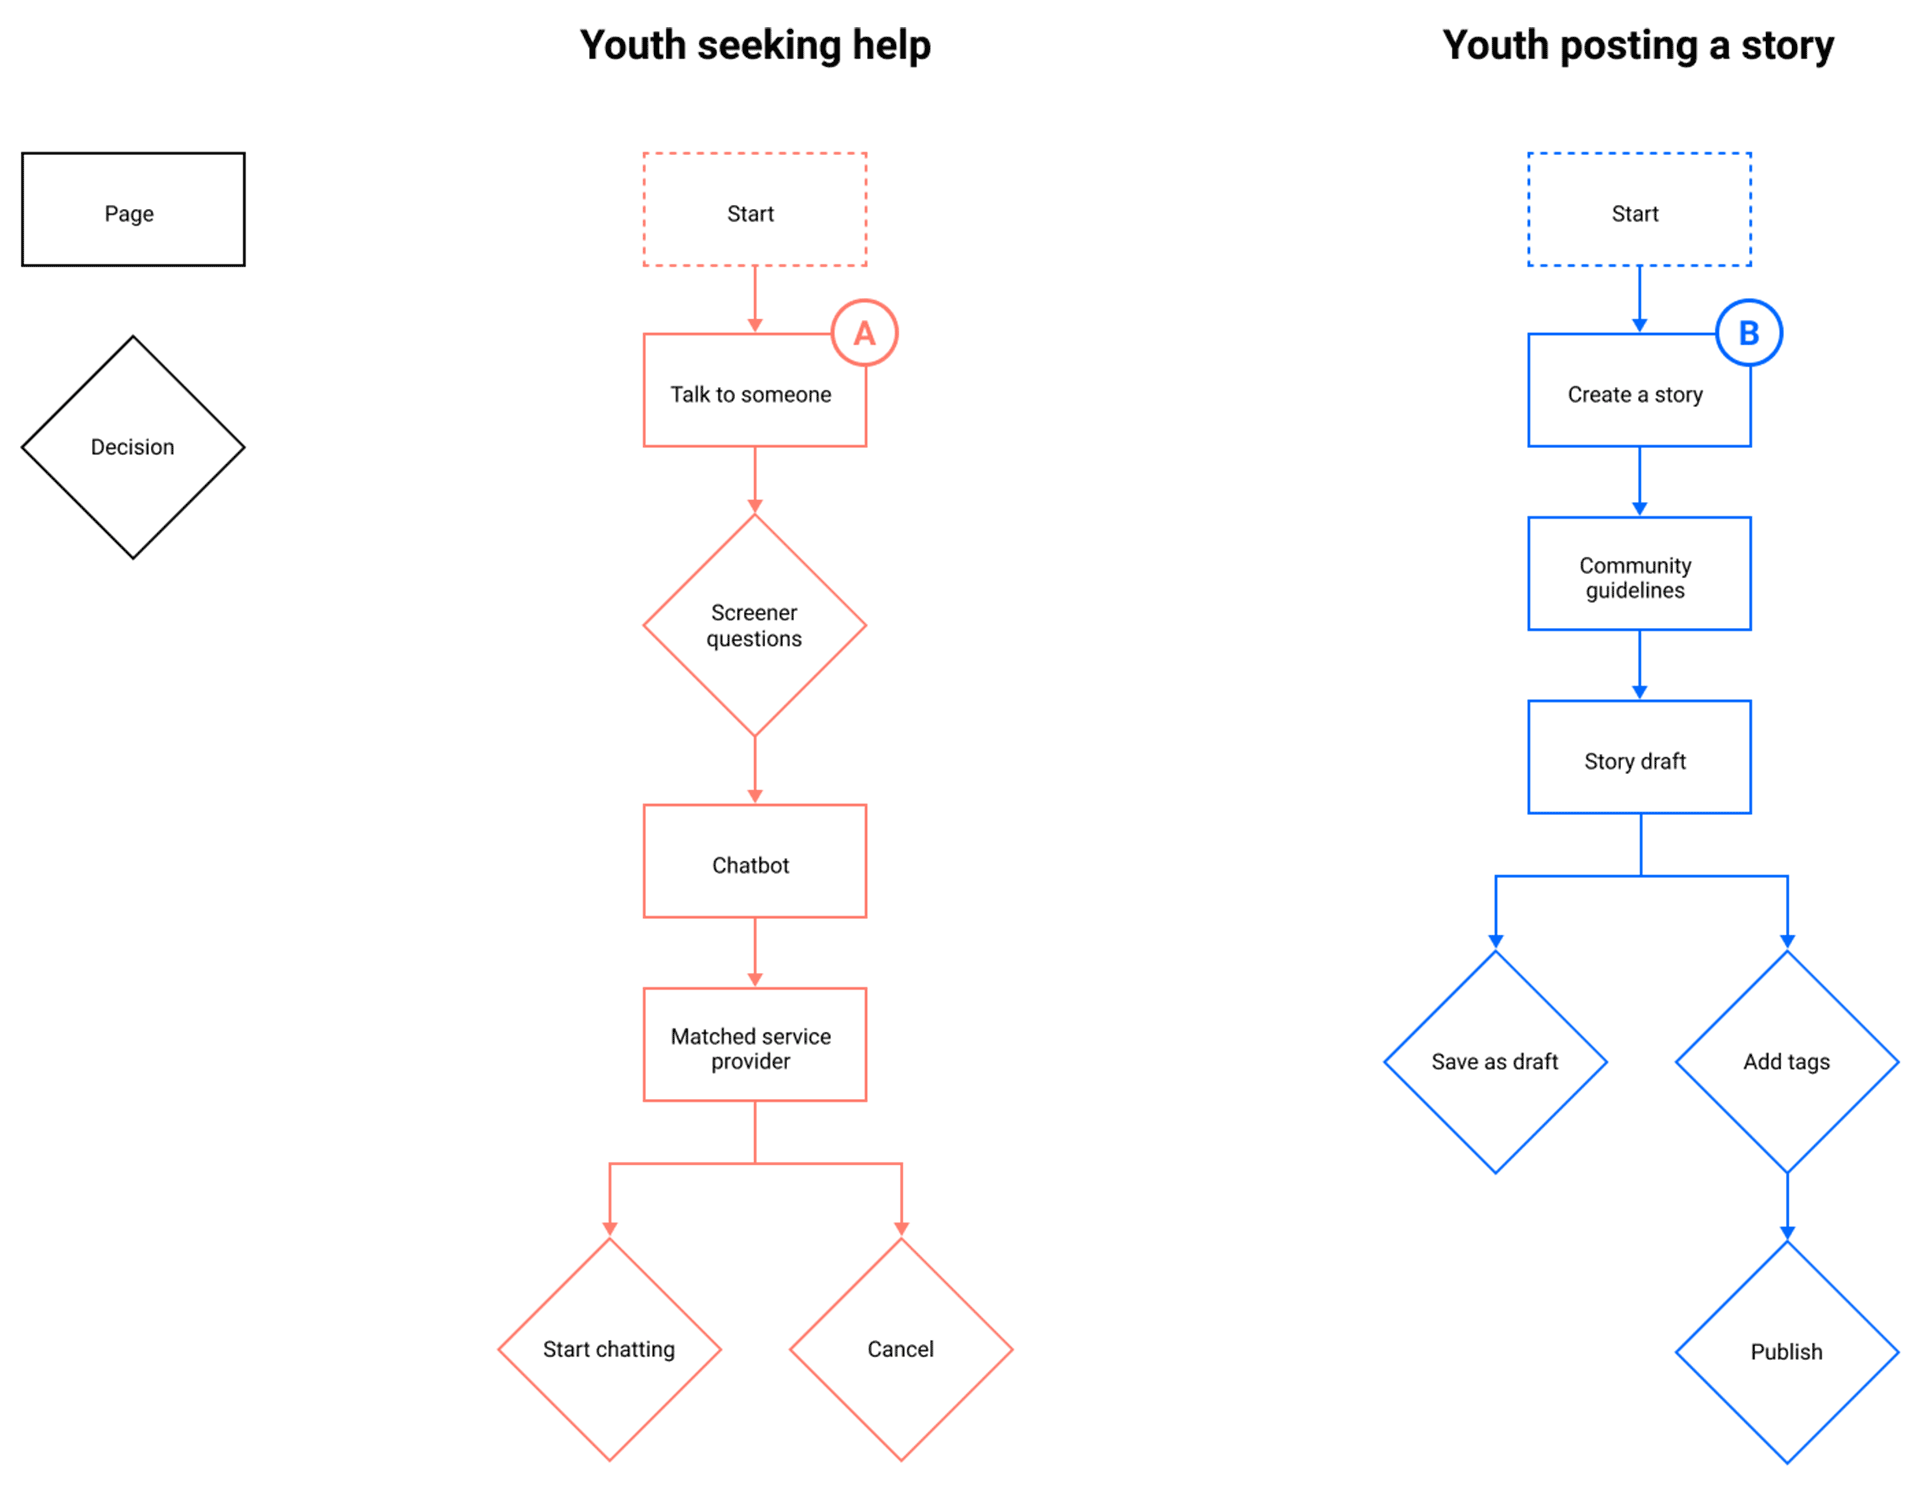 Youth seeking help
Youth posting a story
Page
Decision
Start
A
Talk to someone
Screener
questions
Chatbot
Matched service
provider
Start chatting
Cancel
Start
B
Create a story
Community
guidelines
Story draft
Save as draft
Add tags
Publish